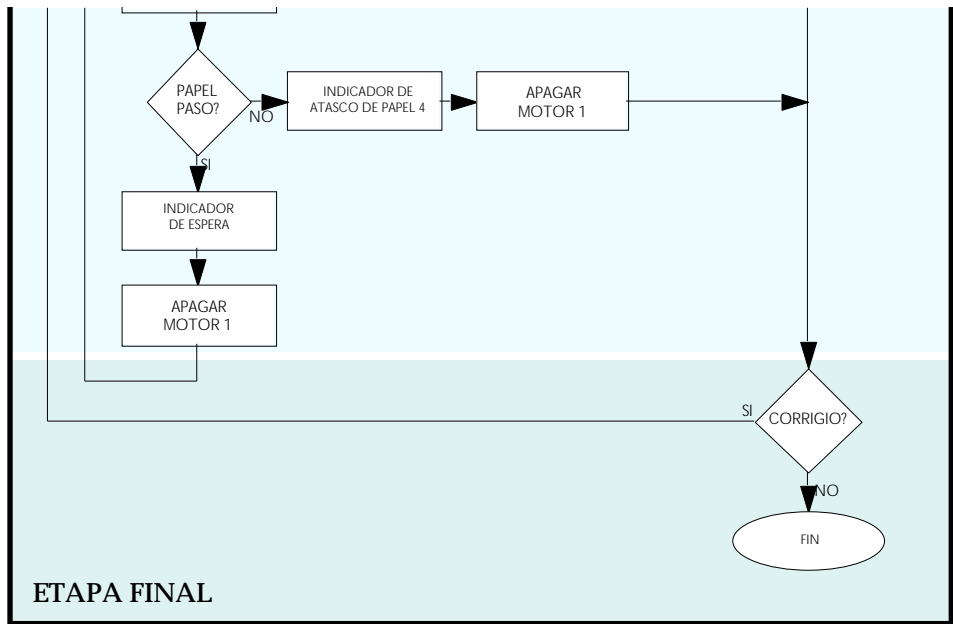 PAPEL
PASO?
NO
INDICADOR DE
ATASCO DE PAPEL 4
APAGAR
MOTOR 1
SI
INDICADOR
DE ESPERA
APAGAR
MOTOR 1
SI
CORRIGIO?
NO
FIN
ETAPA FINAL